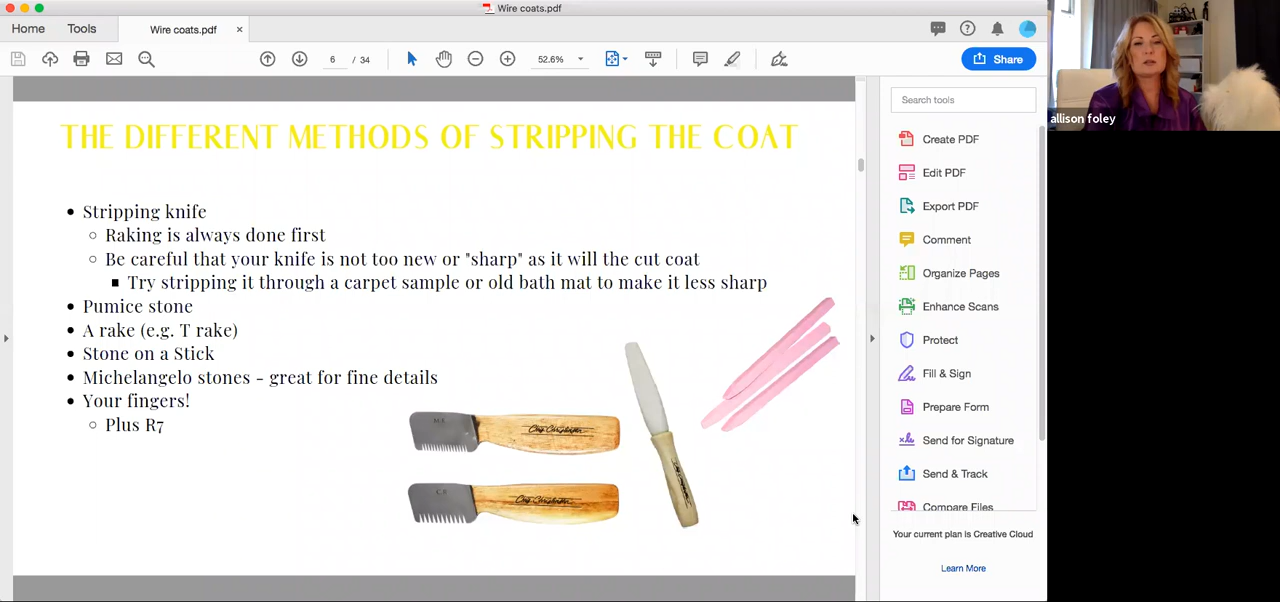 Wire coats.pdf
Home
Tools
Wire coats.pdf
6 / 34
52.6%
Share
THE DIFFERENT METHODS OF STRIPPING THE COAT
Stripping knife
Raking is always done first
Be careful that your knife is not too new or "sharp" as it will the cut coat
Try stripping it through a carpet sample or old bath mat to make it less sharp
Pumice stone
A rake (e.g. T rake)
Stone on a Stick
Michelangelo stones - great for fine details
Your fingers!
Plus R7
Chris Christensen
Chris Christensen
Search tools
Create PDF
Edit PDF
Export PDF
Comment
Organize Pages
Enhance Scans
Protect
Fill & Sign
Prepare Form
Send for Signature
Send & Track
Compare Files
Your current plan is Creative Cloud
Learn More
allison foley